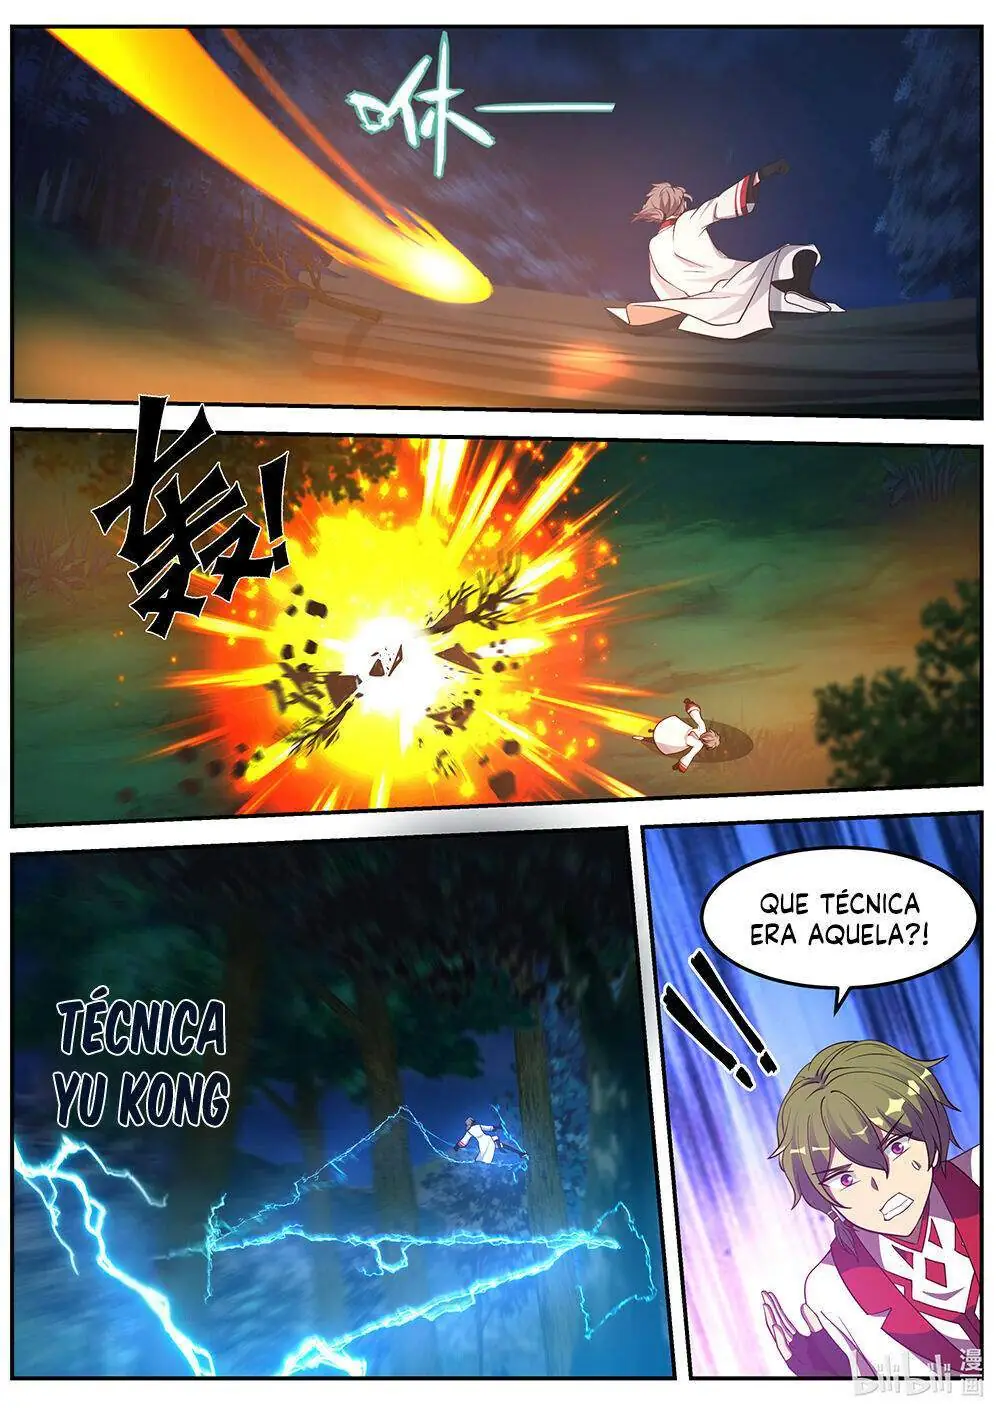 咻—
轰!
TÉCNICA
YU KONG
QUE TÉCNICA
ERA AQUELA?!
!!
bilibili
漫画